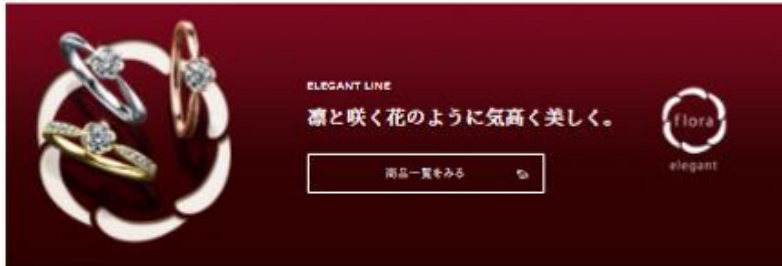 ELEGANT LINE
凛と咲く花のように気高く美しく。
商品一覧をみる
flora
elegant